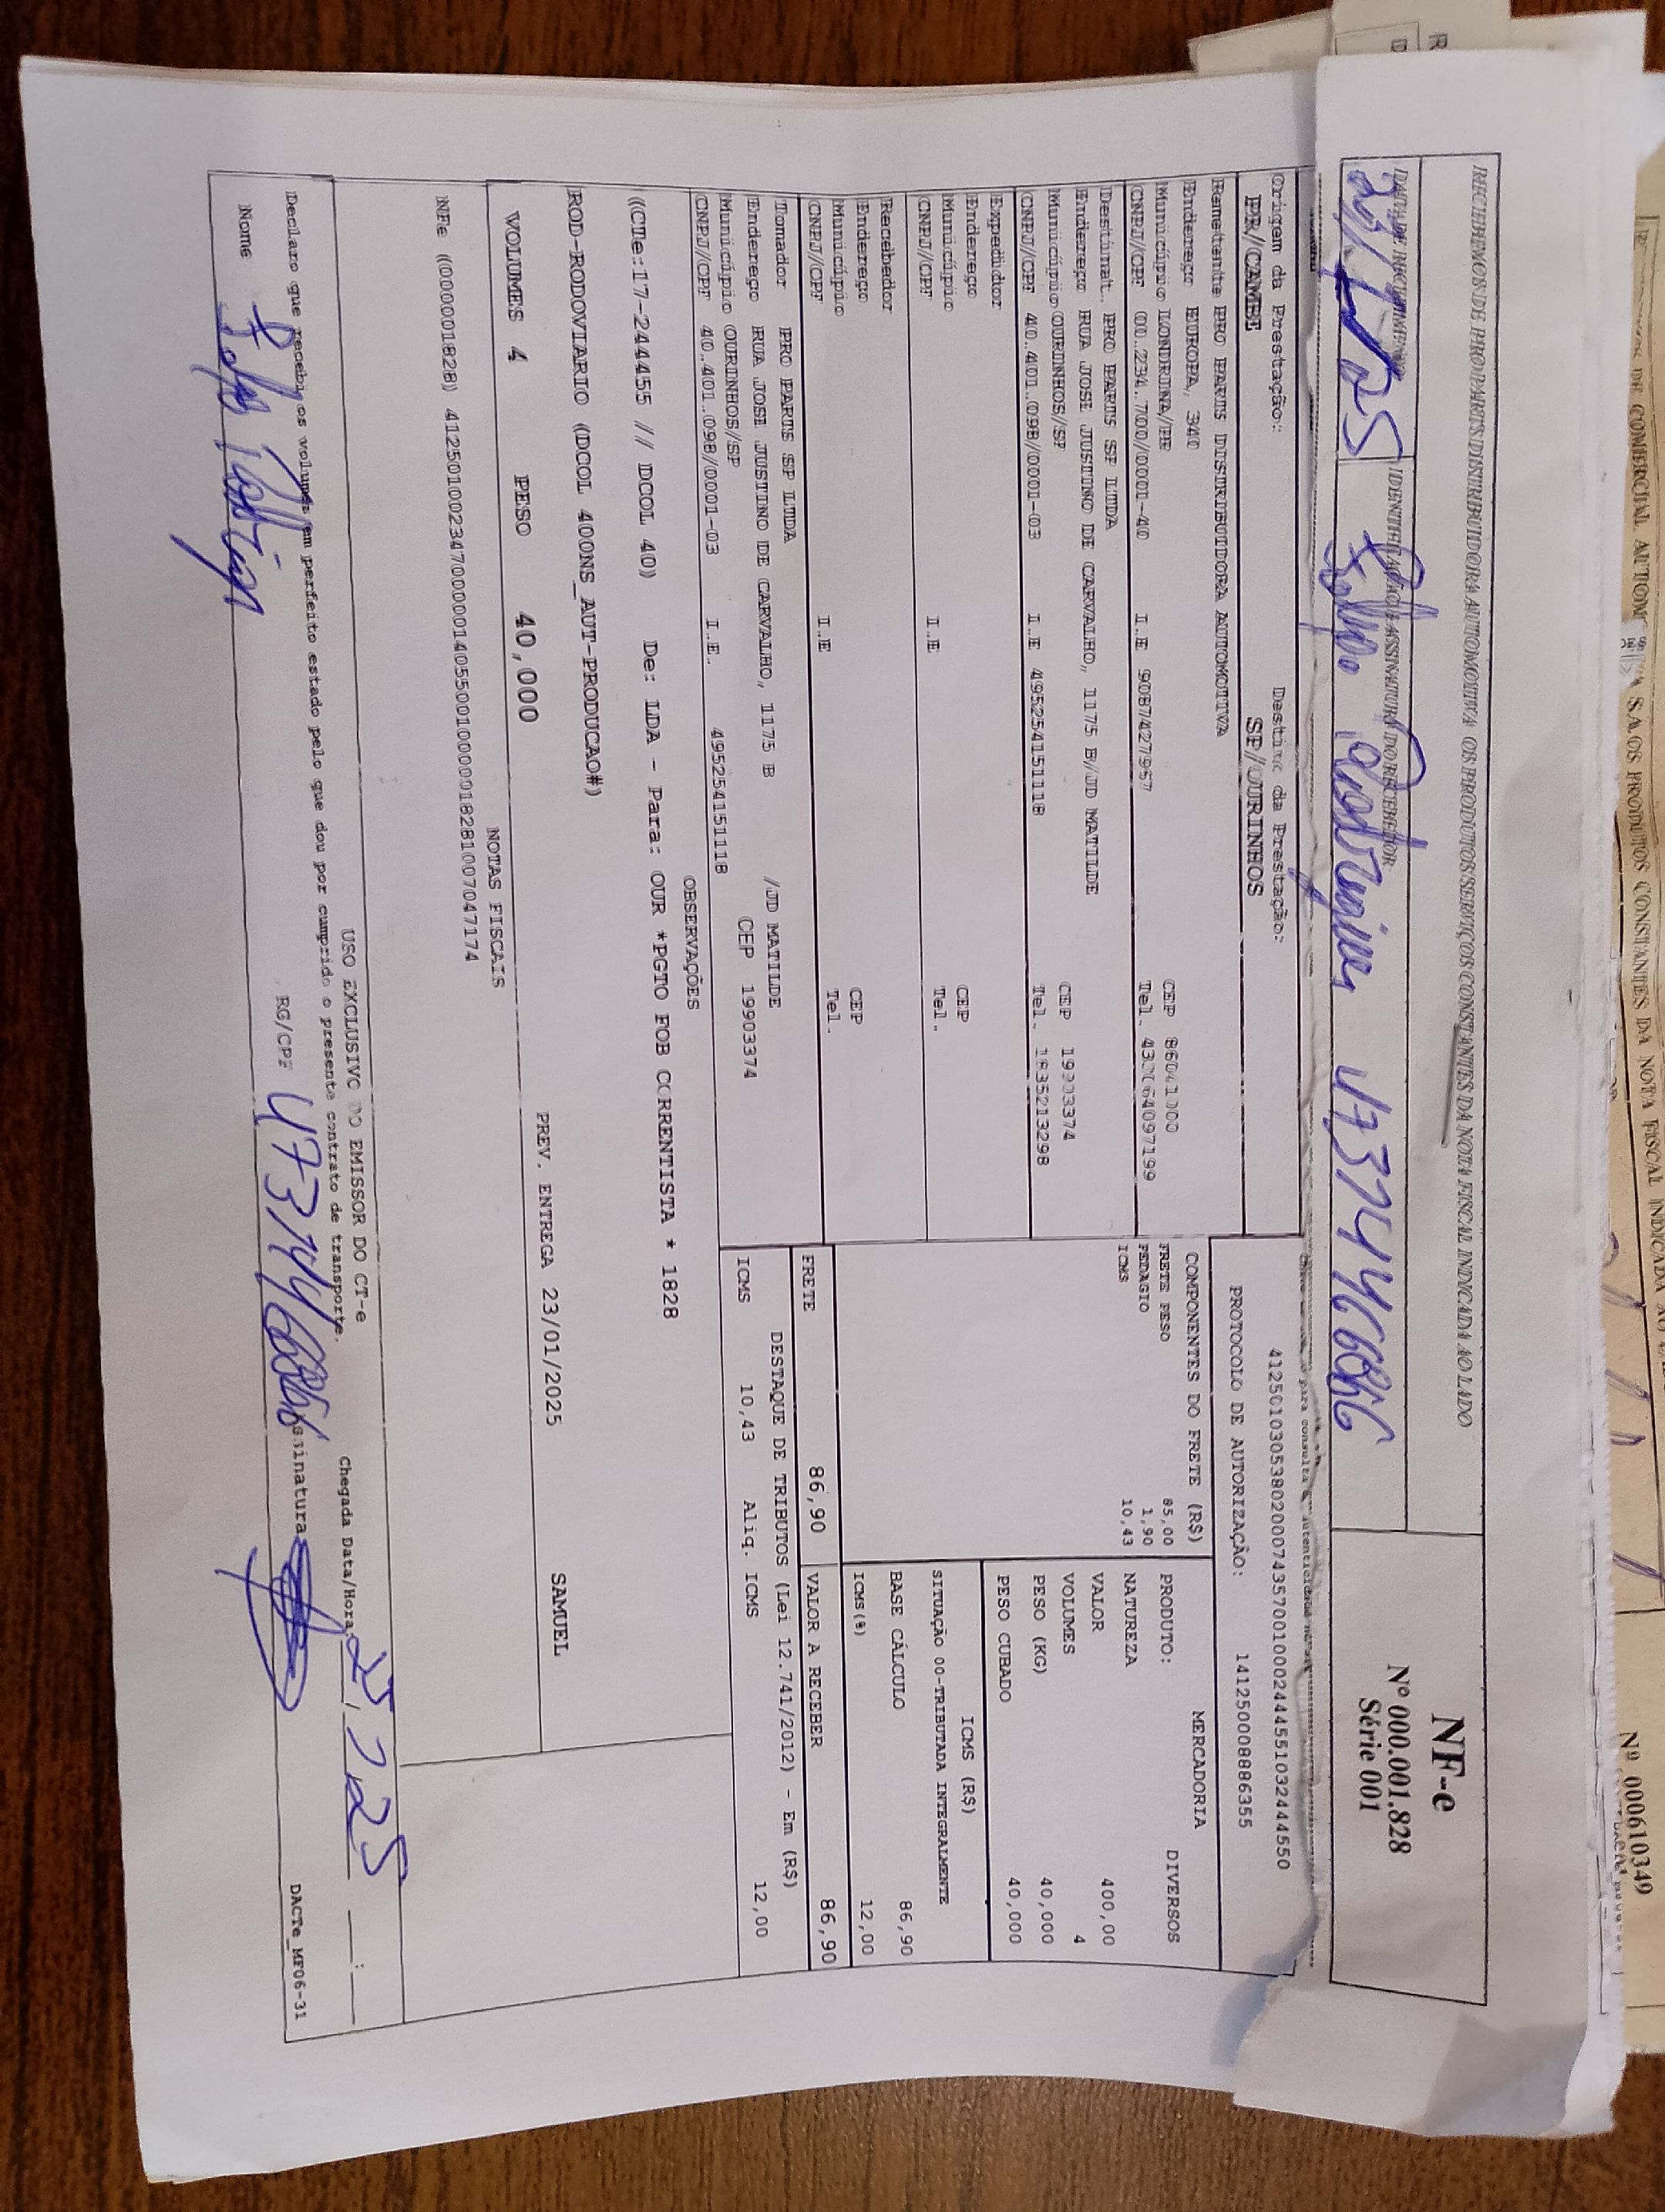 RECEBEMOS DE PRO PARTS DISTRIBUIDORA AUTOMOTIVA OS PRODUTOS/SERVIÇOS CONSTANTES DA NOTA FISCAL INDICADA AO LADO
DATA DE RECEBIMENTO
IDENTIFICAÇÃO E ASSINATURA DO RECEBEDOR
Rodrigues 473744686
NF-e
Nº 000.001.828
Série 001
Origem da Prestação:
PR/CAMBE
Destino da Prestação:
SP/OURINHOS
41250103053802000743570010002444551032444550
PROTOCOLO DE AUTORIZAÇÃO: 141250008886355
Remetente PRO PARTS DISTRIBUIDORA AUTOMOTIVA
Endereço EUROPA, 340
Município LONDRINA/PR CEP
CNPJ/CPF 00.234.700/0001-40 I.E 9087427957 Tel.
Destinat. PRO PARTS SP LTDA
Endereço RUA JOSE JUSTINO DE CARVALHO, 1175 B/JD MATILDE
Município OURINHOS/SP CEP 19903374
CNPJ/CPF 40.401.098/0001-03 I.E 495254151118 Tel. 1835213298
Expedidor
Endereço
Município CEP
CNPJ/CPF I.E Tel.
Recebedor
Endereço
Município CEP
CNPJ/CPF I.E Tel.
Tomador PRO PARTS SP LTDA
Endereço RUA JOSE JUSTINO DE CARVALHO, 1175 B /JD MATILDE
Município OURINHOS/SP CEP 19903374
CNPJ/CPF 40.401.098/0001-03 I.E. 495254151118
COMPONENTES DO FRETE (R$)
FRETE PESO 85,00
PEDAGIO 1,90
ICMS 10,43
MERCADORIA
PRODUTO: DIVERSOS
NATUREZA
VALOR 400,00
VOLUMES 4
PESO (KG) 40,000
PESO CUBADO 40,000
ICMS (R$)
SITUAÇÃO 00-TRIBUTADA INTEGRALMENTE
BASE CÁLCULO 86,90
ICMS(%) 12,00
FRETE 86,90 VALOR A RECEBER 86,90
DESTAQUE DE TRIBUTOS (Lei 12.741/2012) - Em (R$)
ICMS 10,43 Aliq. ICMS 12,00
OBSERVAÇÕES
(CTe:17-244455 / DCOL 40) De: LDA - Para: OUR *PGTO FOB CORRENTISTA * 1828
ROD-RODOVIARIO (DCOL 400NS_AUT-PRODUCAO#)
VOLUMES 4 PESO 40,000 PREV. ENTREGA 23/01/2025 SAMUEL
NOTAS FISCAIS
NFe (000001828) 41250100234700000140550010000018281007047174
USO EXCLUSIVO DO EMISSOR DO CT-e
Declaro que recebi os volumes em perfeito estado pelo que dou por cumprido o presente contrato de transporte.
Chegada Data/Hora:
Nome
RG/CPF
Assinatura
DACTe_MF06-31
Nº 000610349